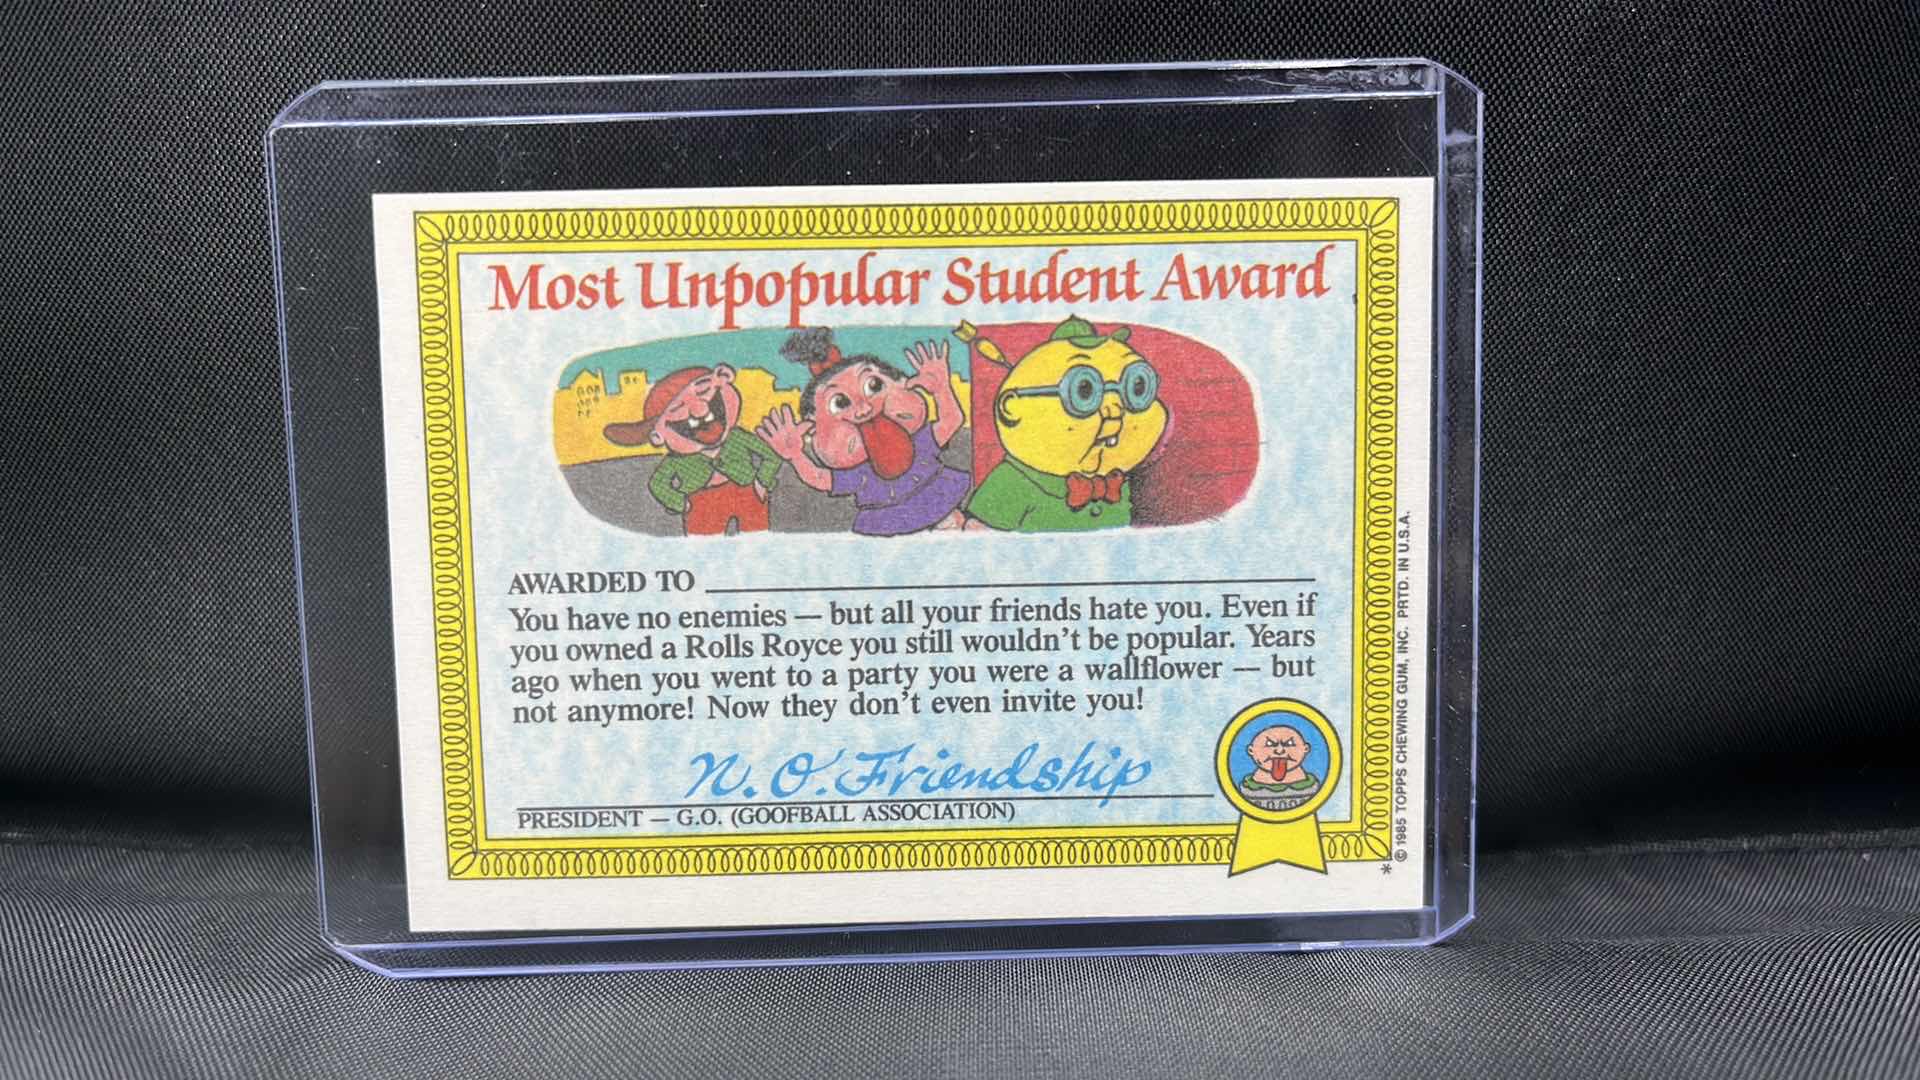 Most Unpopular Student Award
AWARDED TO
You have no enemies — but all your friends hate you. Even if
you owned a Rolls Royce you still wouldn't be popular. Years
ago when you went to a party you were a wallflower — but
not anymore! Now they don't even invite you!
N.O. Friendship
PRESIDENT — G.O. (GOOFBALL ASSOCIATION)
* © 1985 TOPPS CHEWING GUM, INC. PRTD. IN U.S.A.